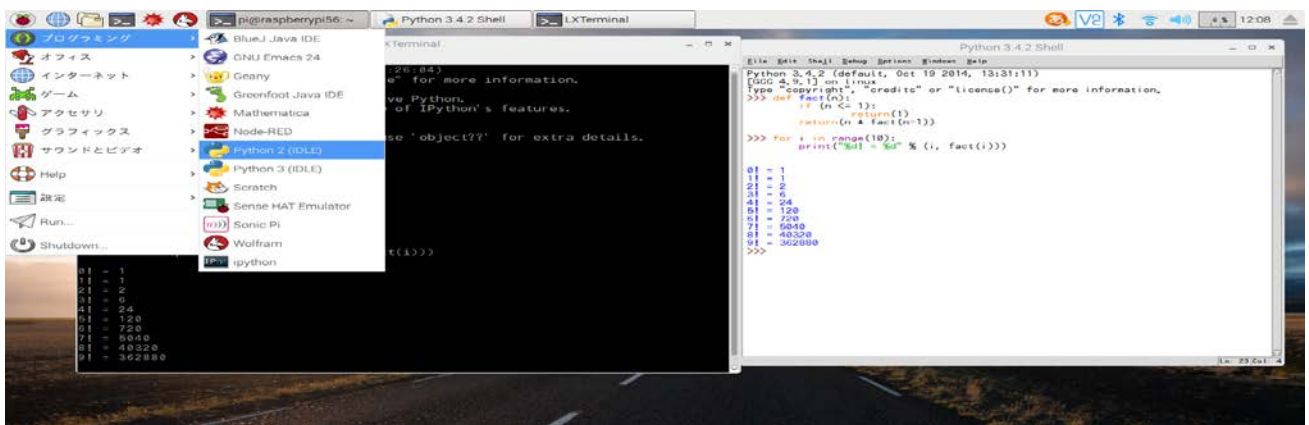 pi@raspberrypi56: ~
Python 3.4.2 Shell
LXTerminal
V2
12:08
プログラミング
オフィス
インターネット
ゲーム
アクセサリ
グラフィックス
サウンドとビデオ
Help
設定
Run...
Shutdown...
BlueJ Java IDE
GNU Emacs 24
Geany
Greenfoot Java IDE
Mathematica
Node-RED
Python 2 (IDLE)
Python 3 (IDLE)
Scratch
Sense HAT Emulator
Sonic Pi
Wolfram
ipython
Terminal
:26:04)
e" for more information.
ve Python.
of IPython's features.
se 'object??' for extra details.
t(i)))
0! = 1
1! = 1
2! = 2
3! = 6
4! = 24
5! = 120
6! = 720
7! = 5040
8! = 40320
9! = 362880
Python 3.4.2 Shell
File Edit Shell Debug Options Windows Help
Python 3.4.2 (default, Oct 19 2014, 13:31:11)
[GCC 4.9.1] on linux
Type "copyright", "credits" or "license()" for more information.
>>> def fact(n):
if (n <= 1):
return(1)
return(n * fact(n-1))
>>> for i in range(10):
print("%d! = %d" % (i, fact(i)))
0! = 1
1! = 1
2! = 2
3! = 6
4! = 24
5! = 120
6! = 720
7! = 5040
8! = 40320
9! = 362880
>>>
Ln: 23 Col: 4